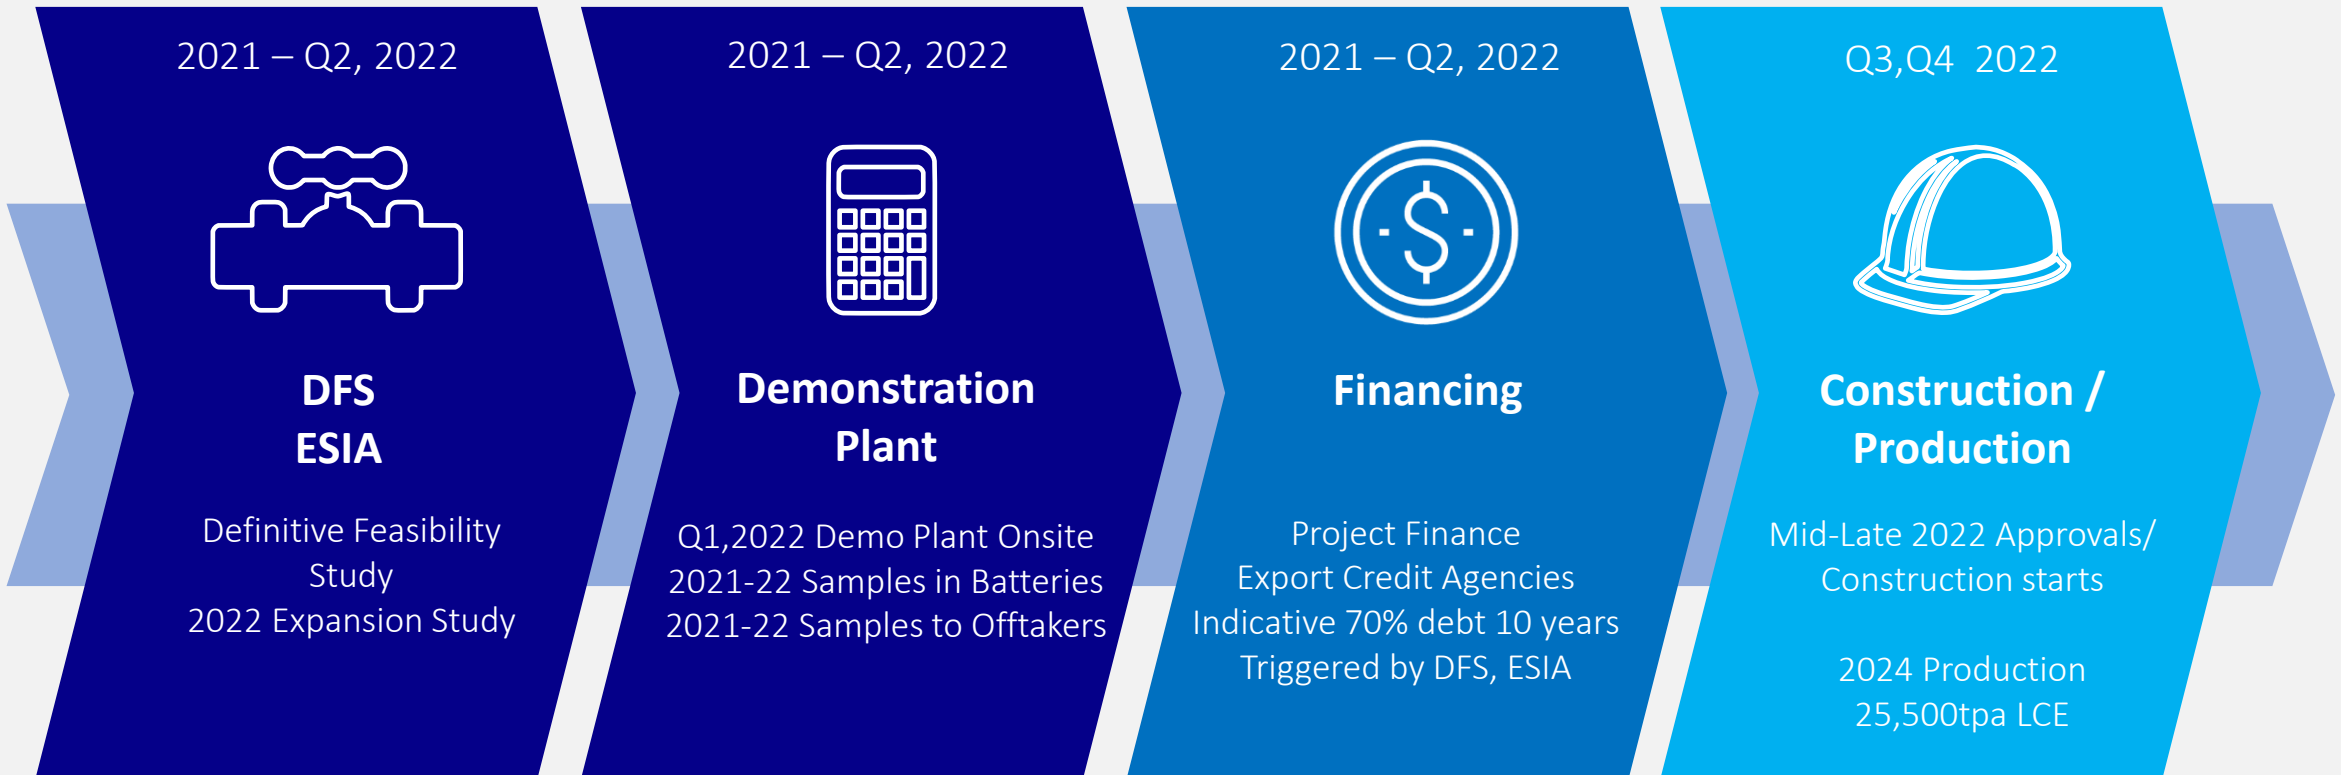 2021 – Q2, 2022
DFS
ESIA
Definitive Feasibility
Study
2022 Expansion Study
2021 – Q2, 2022
Demonstration
Plant
Q1,2022 Demo Plant Onsite
2021-22 Samples in Batteries
2021-22 Samples to Offtakers
2021 – Q2, 2022
Financing
Project Finance
Export Credit Agencies
Indicative 70% debt 10 years
Triggered by DFS, ESIA
Q3,Q4 2022
Construction /
Production
Mid-Late 2022 Approvals/
Construction starts
2024 Production
25,500tpa LCE